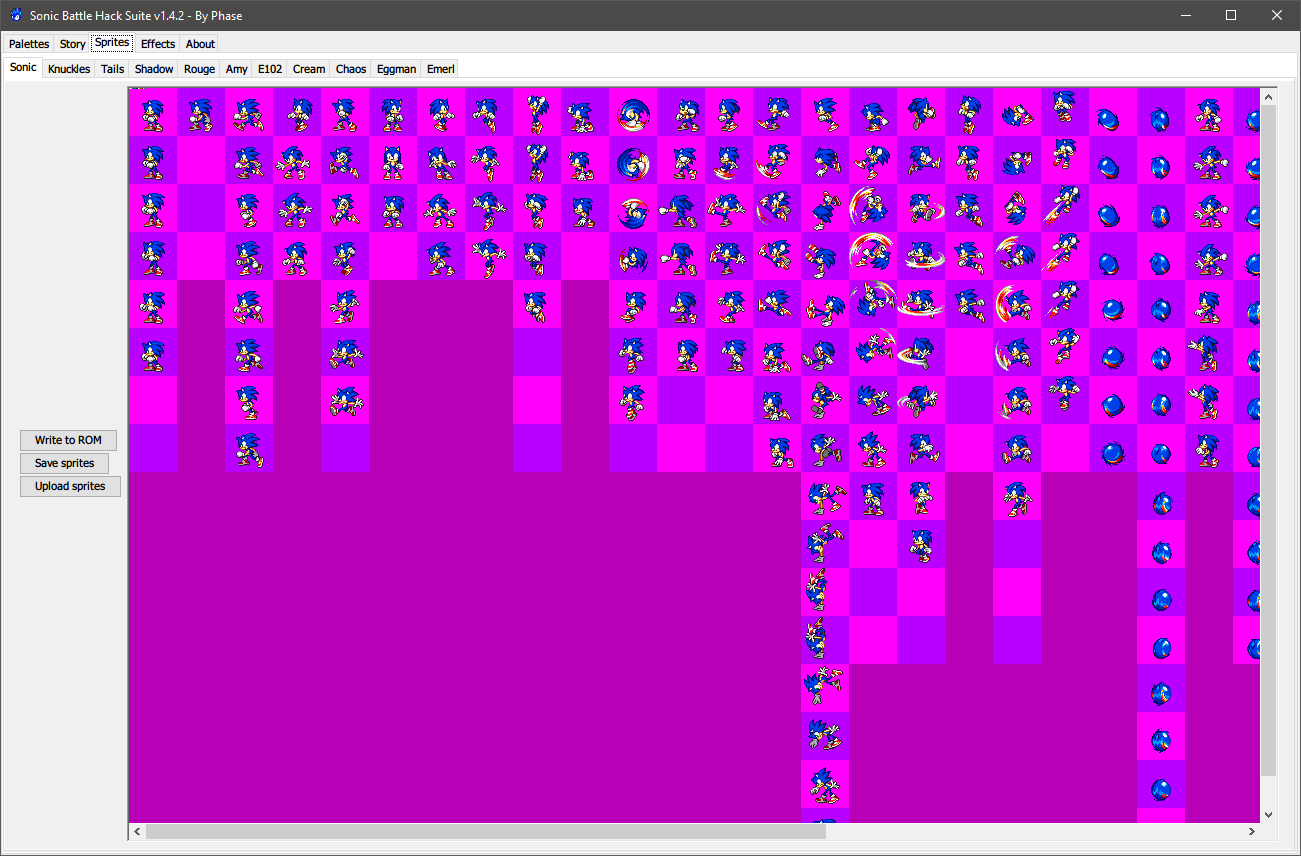 Sonic Battle Hack Suite v1.4.2 - By Phase
Palettes Story Sprites Effects About
Sonic Knuckles Tails Shadow Rouge Amy E102 Cream Chaos Eggman Emerl
Write to ROM
Save sprites
Upload sprites